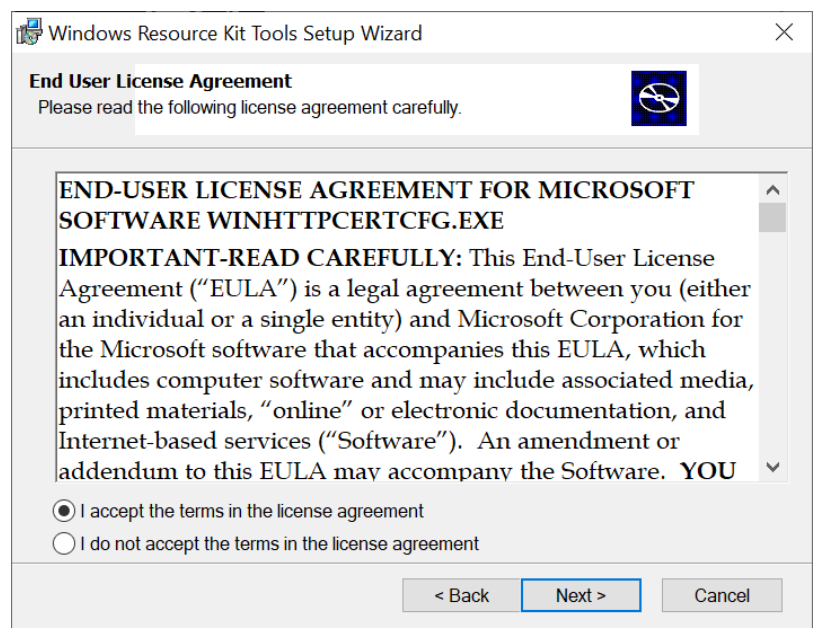 Windows Resource Kit Tools Setup Wizard
End User License Agreement
Please read the following license agreement carefully.
END-USER LICENSE AGREEMENT FOR MICROSOFT
SOFTWARE WINHTTPCERTCFG.EXE
IMPORTANT-READ CAREFULLY: This End-User License
Agreement (“EULA”) is a legal agreement between you (either
an individual or a single entity) and Microsoft Corporation for
the Microsoft software that accompanies this EULA, which
includes computer software and may include associated media,
printed materials, “online” or electronic documentation, and
Internet-based services (“Software”).  An amendment or
addendum to this EULA may accompany the Software.  YOU
I accept the terms in the license agreement
I do not accept the terms in the license agreement
< Back Next > Cancel